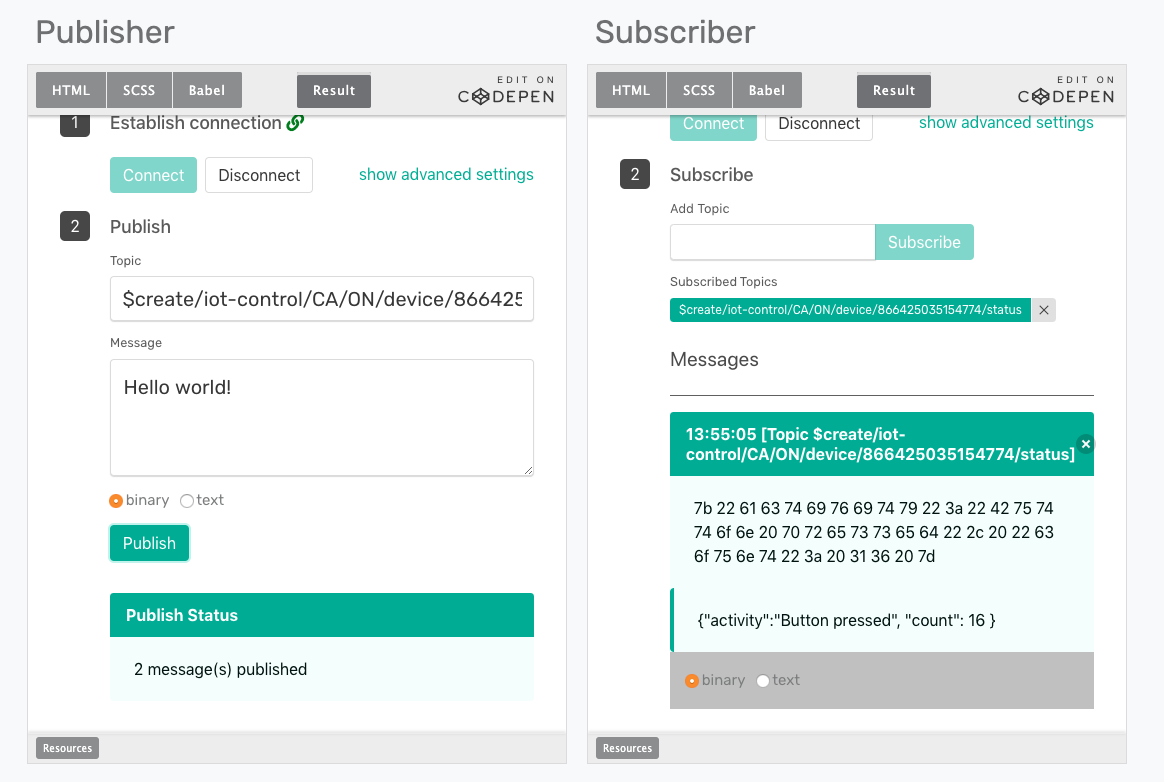 Publisher
HTML
SCSS
Babel
Result
EDIT ON
CODEPEN
1
Establish connection
Connect
Disconnect
show advanced settings
2
Publish
Topic
$create/iot-control/CA/ON/device/866425
Message
Hello world!
binary
text
Publish
Publish Status
2 message(s) published
Resources
Subscriber
HTML
SCSS
Babel
Result
EDIT ON
CODEPEN
Connect
Disconnect
show advanced settings
2
Subscribe
Add Topic
Subscribe
Subscribed Topics
$create/iot-control/CA/ON/device/866425035154774/status
Messages
13:55:05 [Topic $create/iot-
control/CA/ON/device/866425035154774/status]
7b 22 61 63 74 69 76 69 74 79 22 3a 22 42 75 74
74 6f 6e 20 70 72 65 73 73 65 64 22 2c 20 22 63
6f 75 6e 74 22 3a 20 31 36 20 7d
{"activity":"Button pressed", "count": 16 }
binary
text
Resources